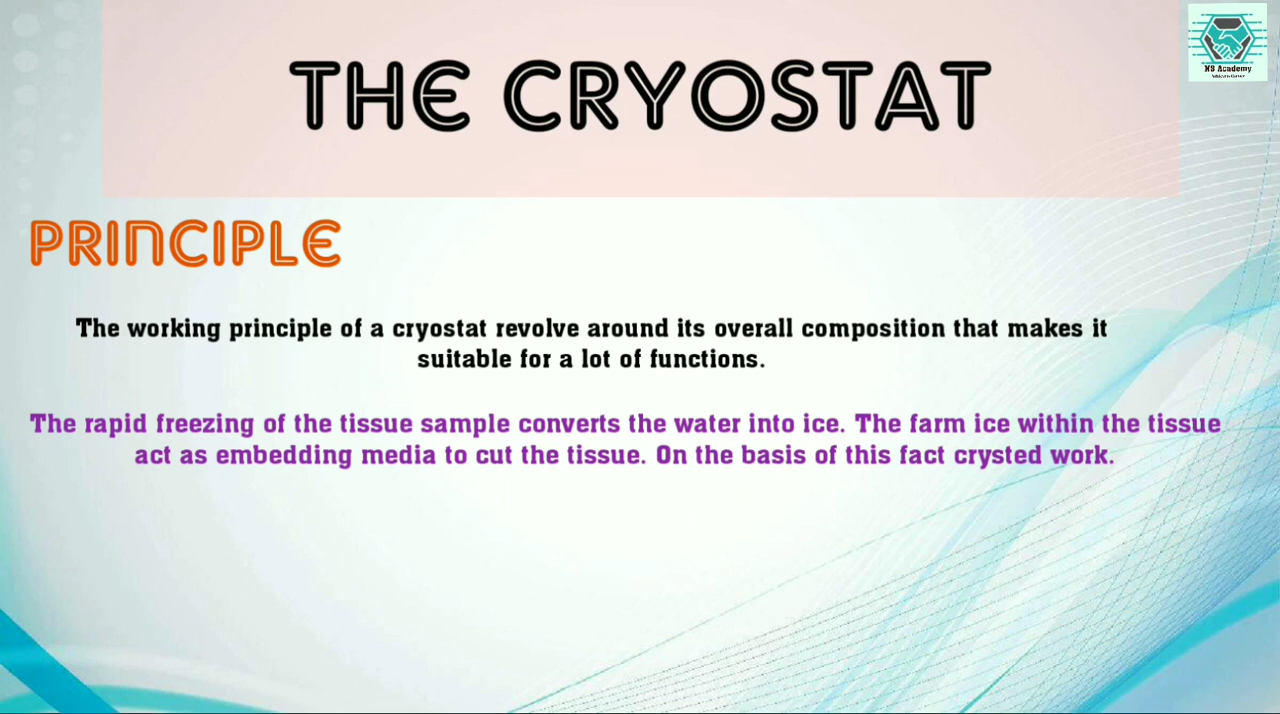 THE CRYOSTAT
NS Academy
PRINCIPLE
The working principle of a cryostat revolve around its overall composition that makes it
suitable for a lot of functions.
The rapid freezing of the tissue sample converts the water into ice. The farm ice within the tissue
act as embedding media to cut the tissue. On the basis of this fact crysted work.